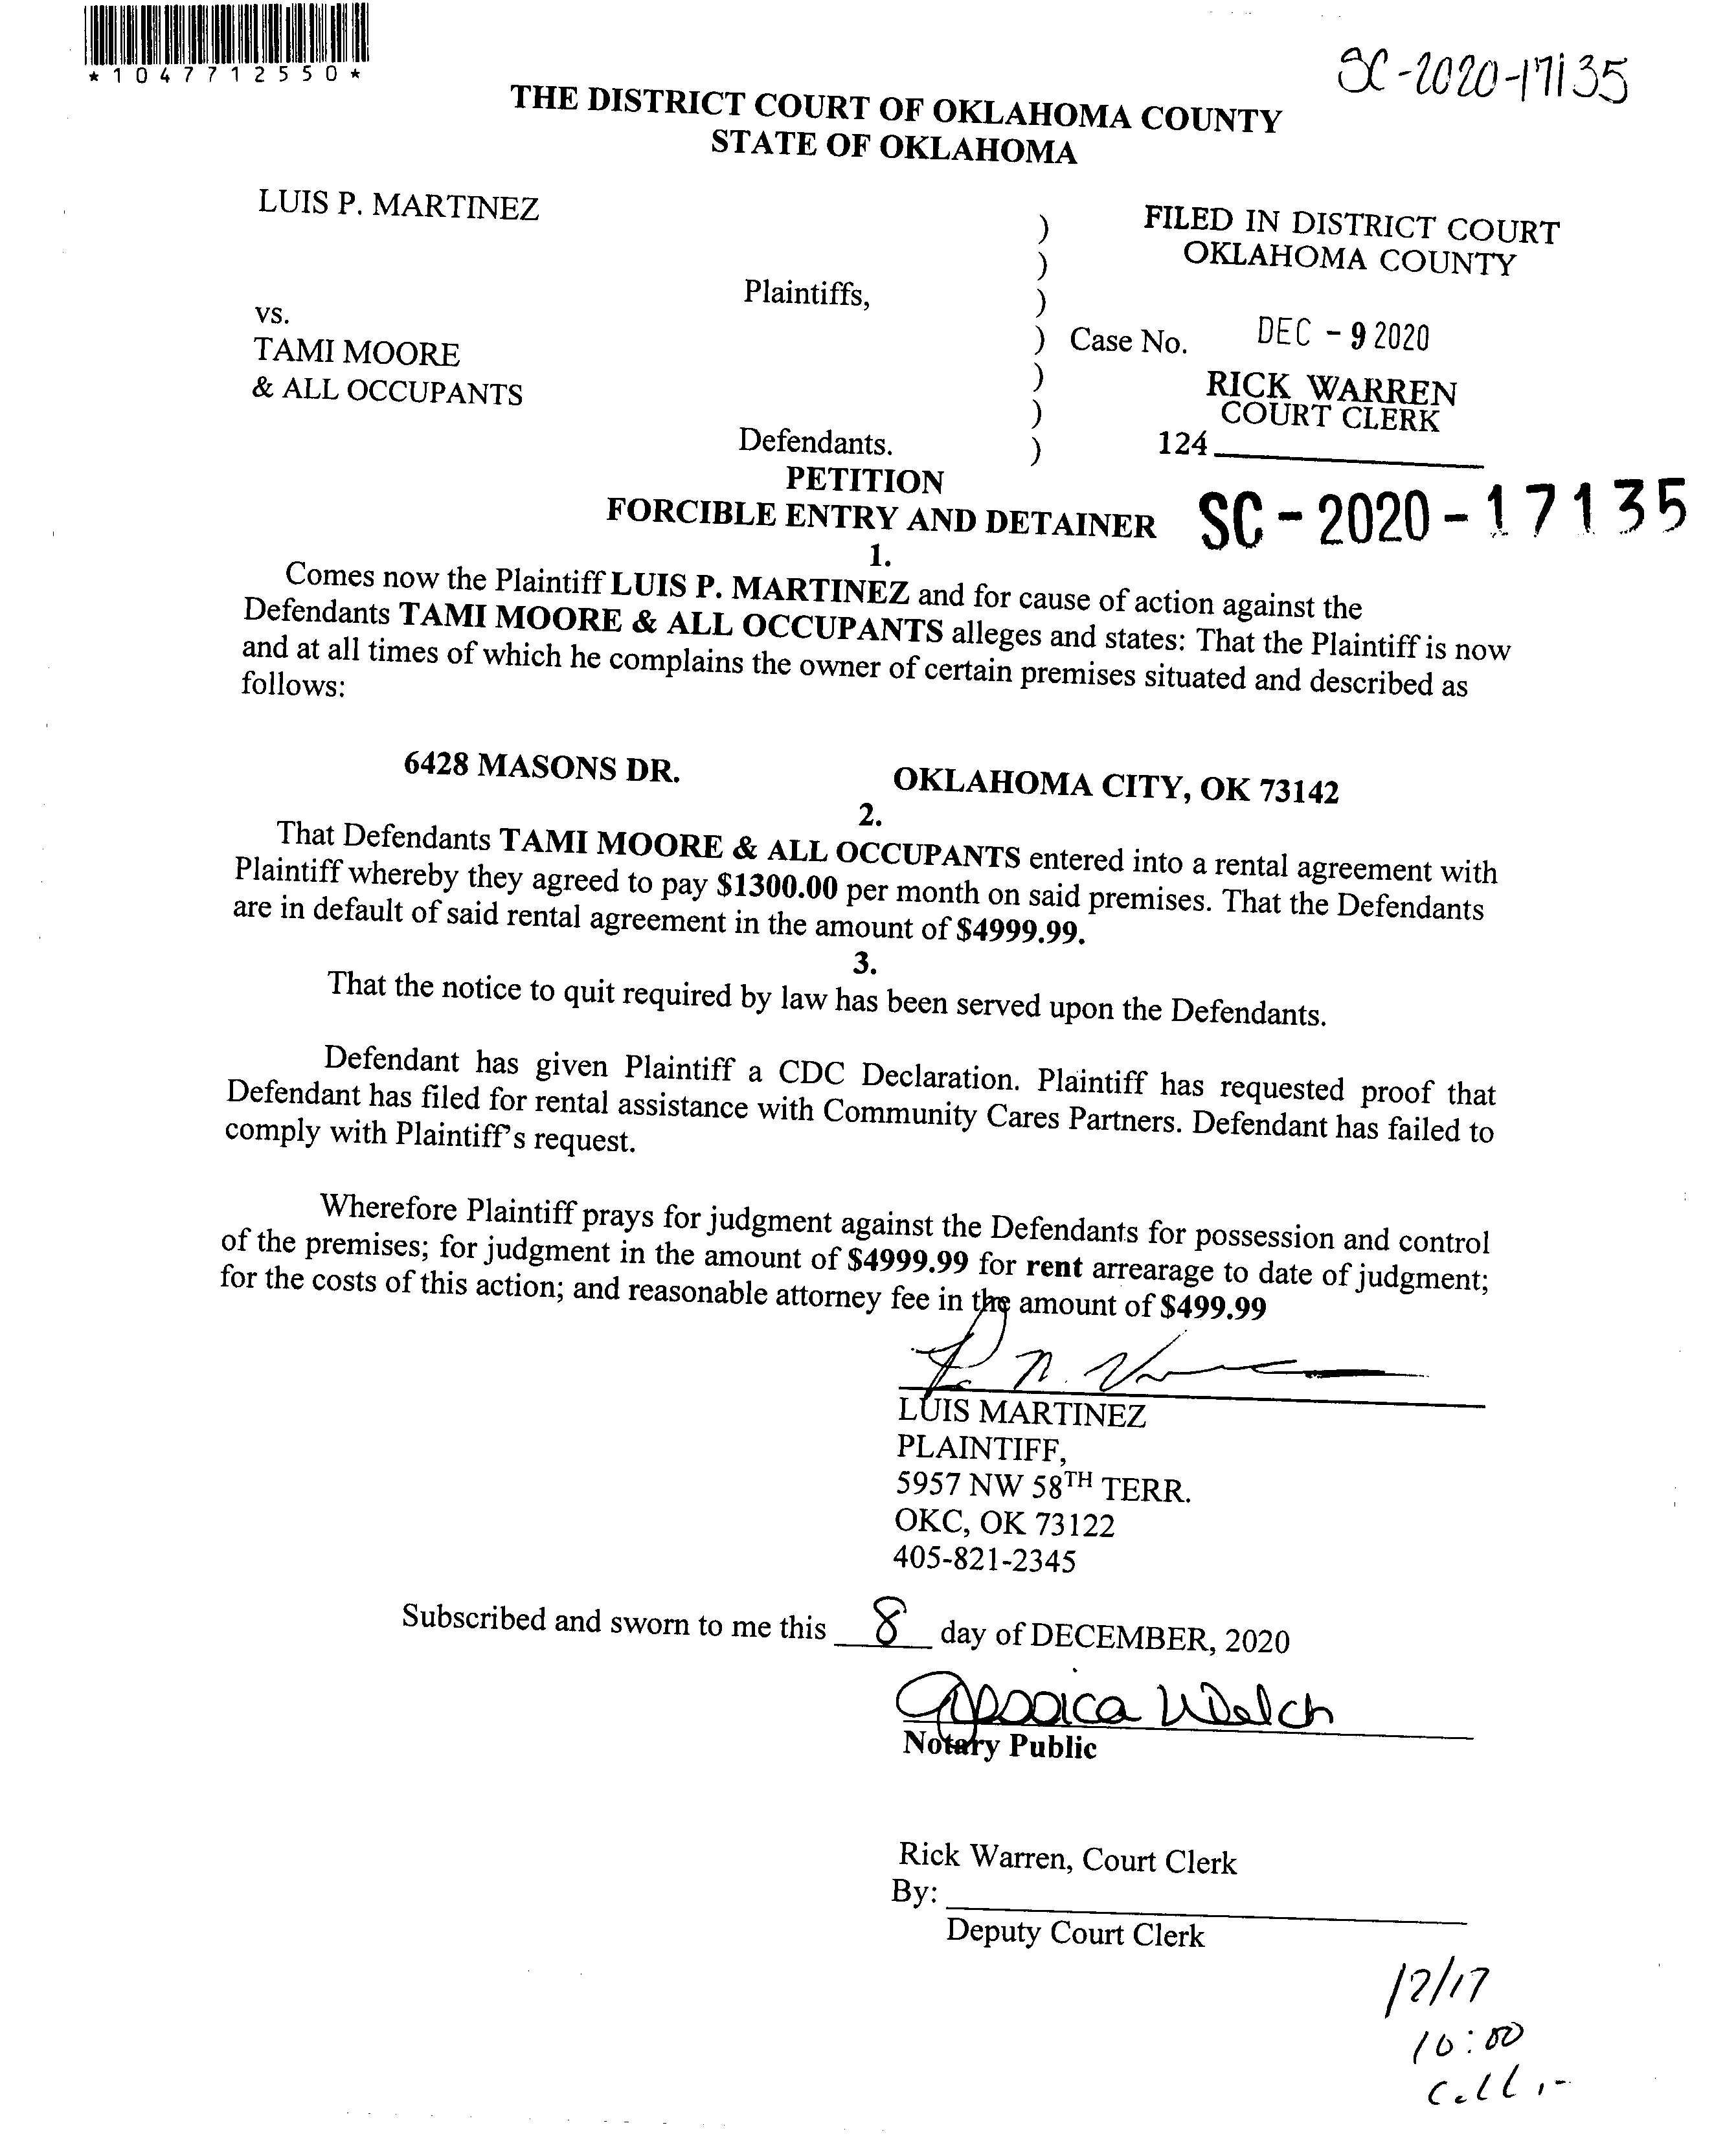 *1047712550*
SC-2020-17135
THE DISTRICT COURT OF OKLAHOMA COUNTY
STATE OF OKLAHOMA
LUIS P. MARTINEZ
Plaintiffs,
vs.
TAMI MOORE
& ALL OCCUPANTS
Defendants.
)
)
)
)
)
)
)
FILED IN DISTRICT COURT
OKLAHOMA COUNTY
Case No.
DEC - 9 2020
RICK WARREN
COURT CLERK
124
PETITION
FORCIBLE ENTRY AND DETAINER
SC-2020-17135
1.
Comes now the Plaintiff LUIS P. MARTINEZ and for cause of action against the
Defendants TAMI MOORE & ALL OCCUPANTS alleges and states: That the Plaintiff is now
and at all times of which he complains the owner of certain premises situated and described as
follows:
6428 MASONS DR. OKLAHOMA CITY, OK 73142
2.
That Defendants TAMI MOORE & ALL OCCUPANTS entered into a rental agreement with
Plaintiff whereby they agreed to pay $1300.00 per month on said premises. That the Defendants
are in default of said rental agreement in the amount of $4999.99.
3.
That the notice to quit required by law has been served upon the Defendants.
Defendant has given Plaintiff a CDC Declaration. Plaintiff has requested proof that
Defendant has filed for rental assistance with Community Cares Partners. Defendant has failed to
comply with Plaintiff's request.
Wherefore Plaintiff prays for judgment against the Defendants for possession and control
of the premises; for judgment in the amount of $4999.99 for rent arrearage to date of judgment;
for the costs of this action; and reasonable attorney fee in the amount of $499.99
LUIS MARTINEZ
PLAINTIFF,
5957 NW 58TH TERR.
OKC, OK 73122
405-821-2345
Subscribed and sworn to me this 8 day of DECEMBER, 2020
Jessica Welch
Notary Public
Rick Warren, Court Clerk
By:
Deputy Court Clerk
12/17
10:00